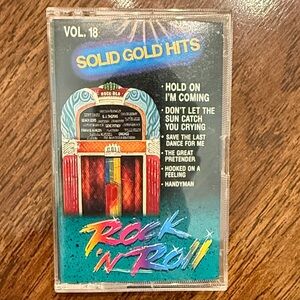 VOL. 18
SOLID GOLD HITS
• HOLD ON
I'M COMING
• DON'T LET THE
SUN CATCH
YOU CRYING
• SAVE THE LAST
DANCE FOR ME
• THE GREAT
PRETENDER
• HOOKED ON A
FEELING
• HANDYMAN
ROCK
'N ROLL